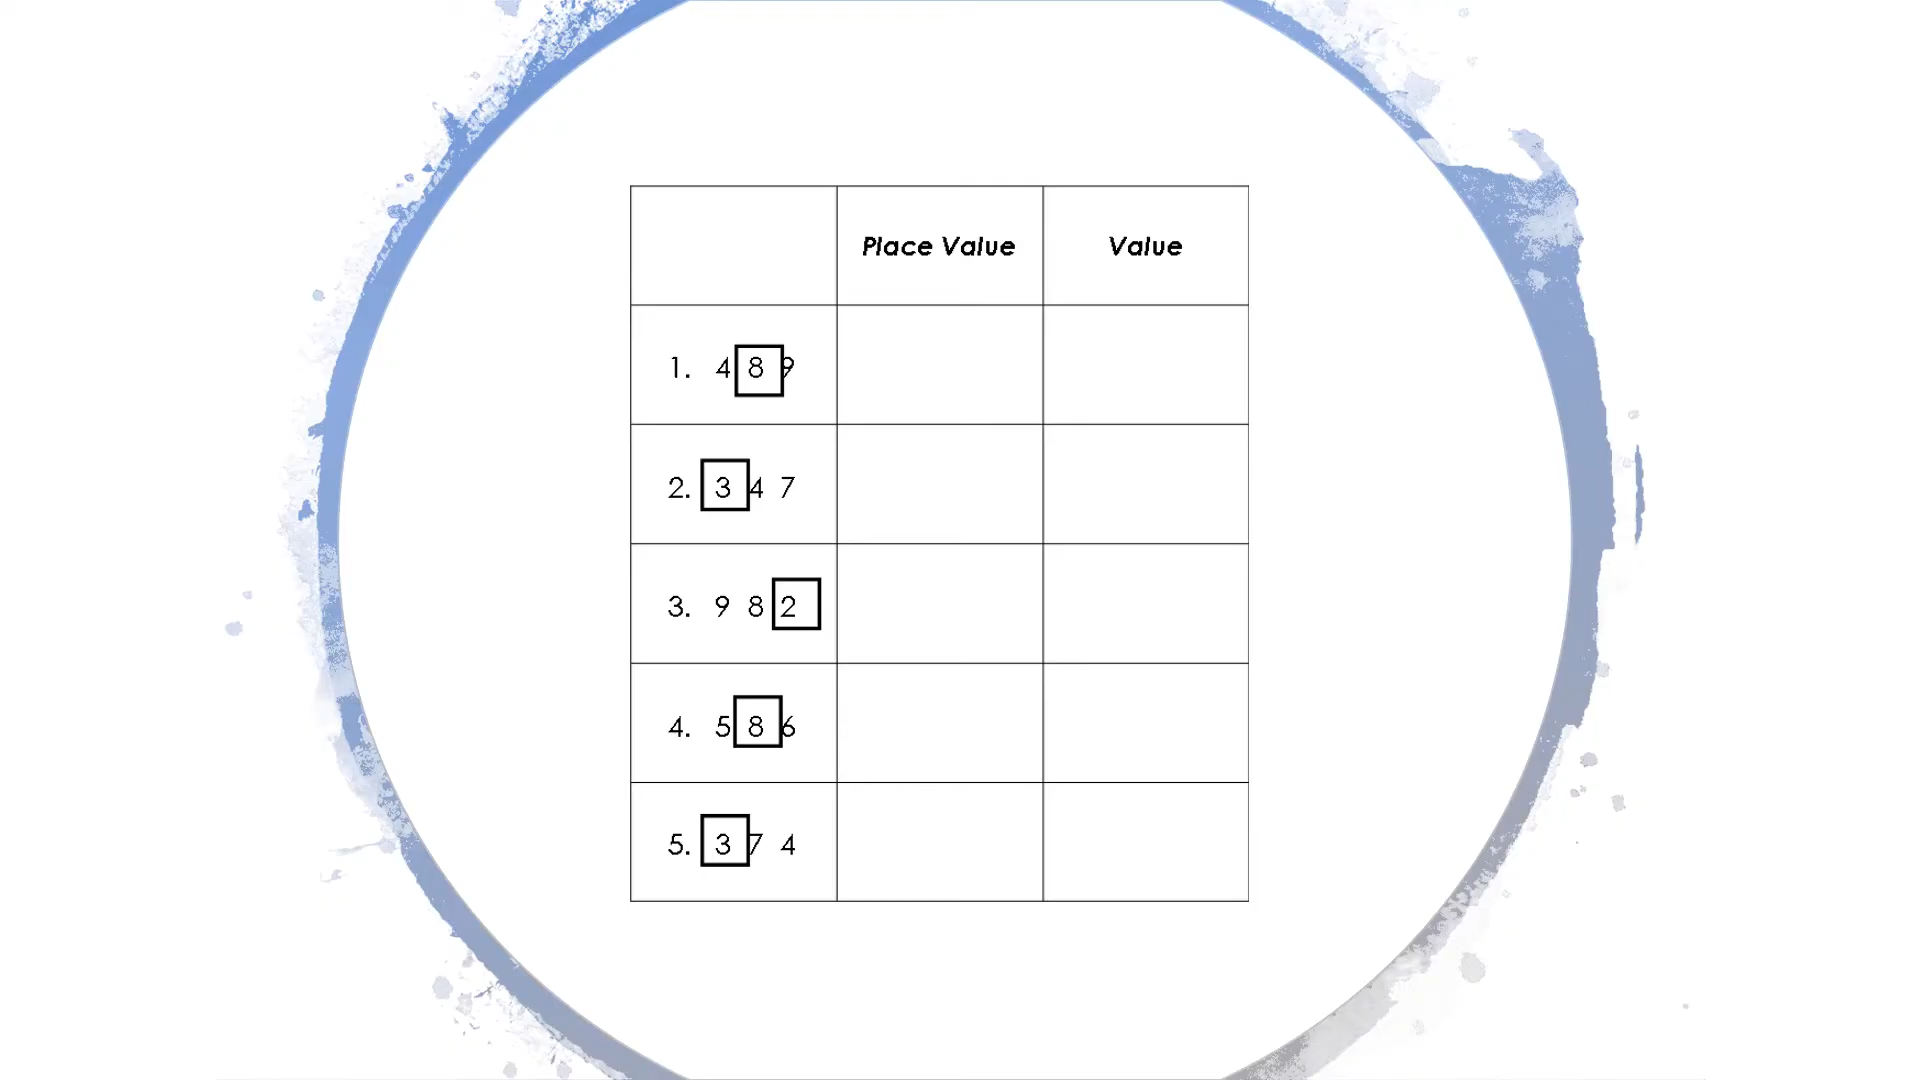 Place Value Value
1. 4 8 9
2. 3 4 7
3. 9 8 2
4. 5 8 6
5. 3 7 4